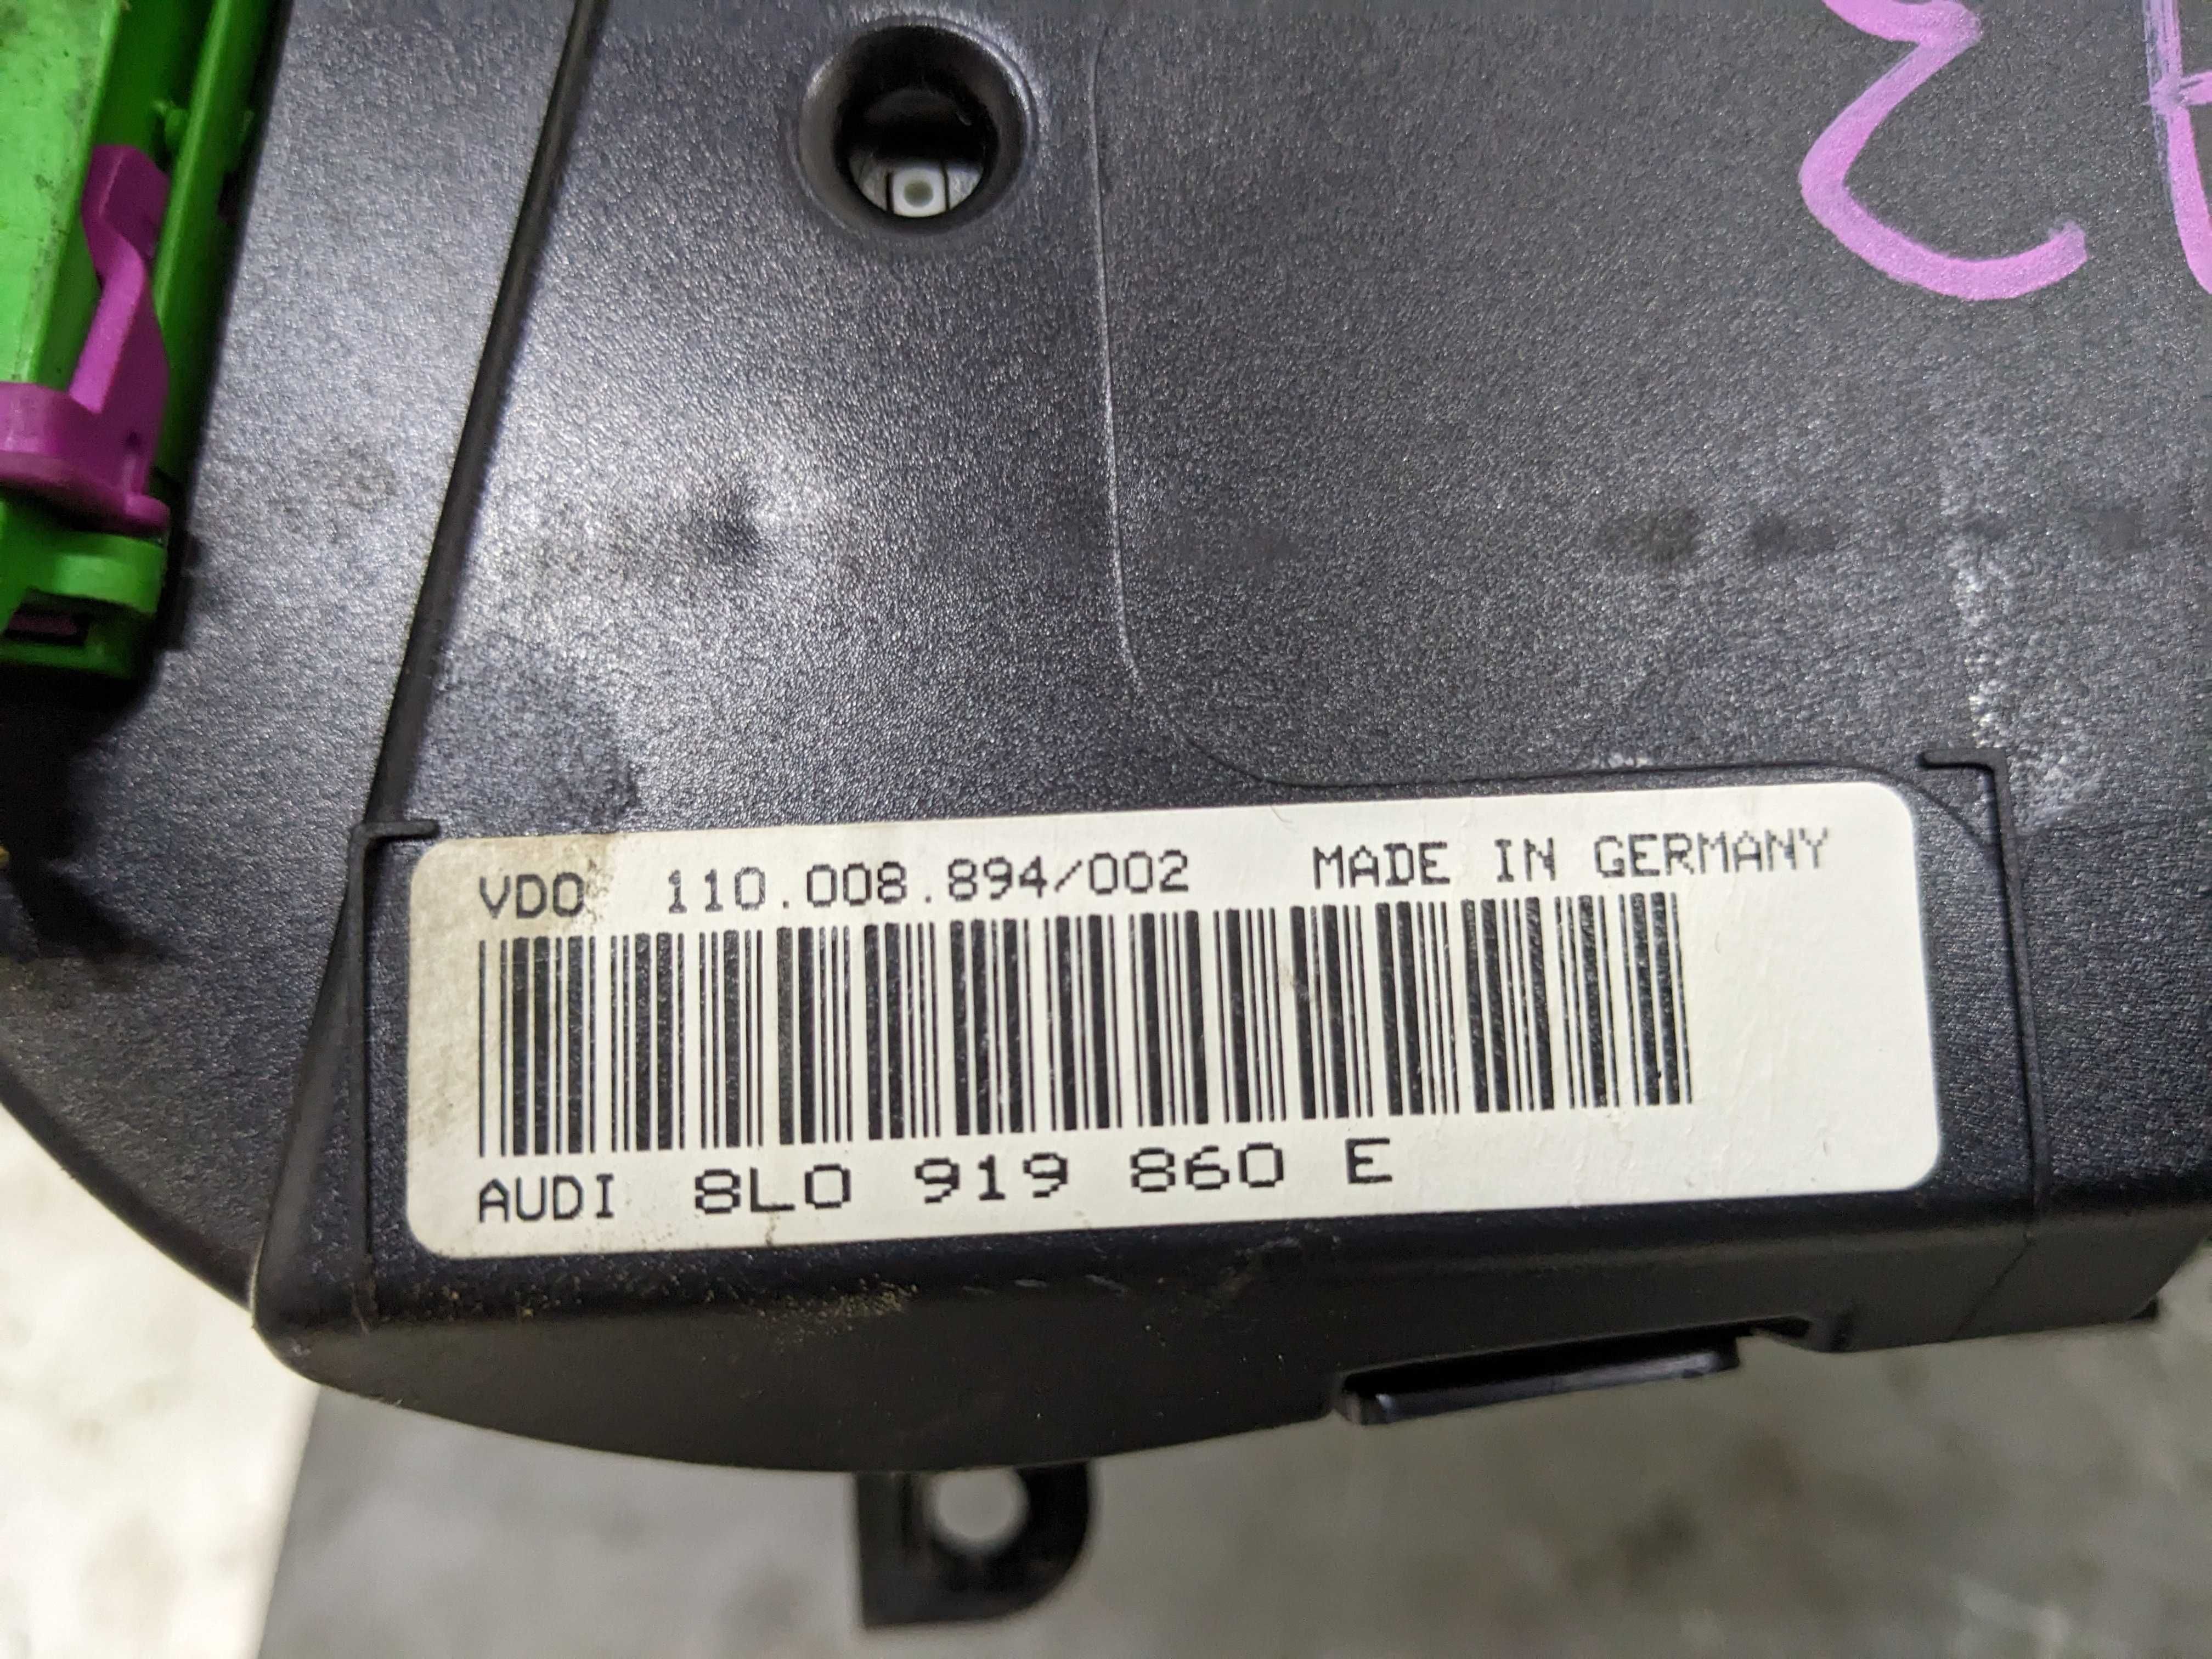 VDO 110.008.894/002 MADE IN GERMANY
AUDI 8L0 919 860 E